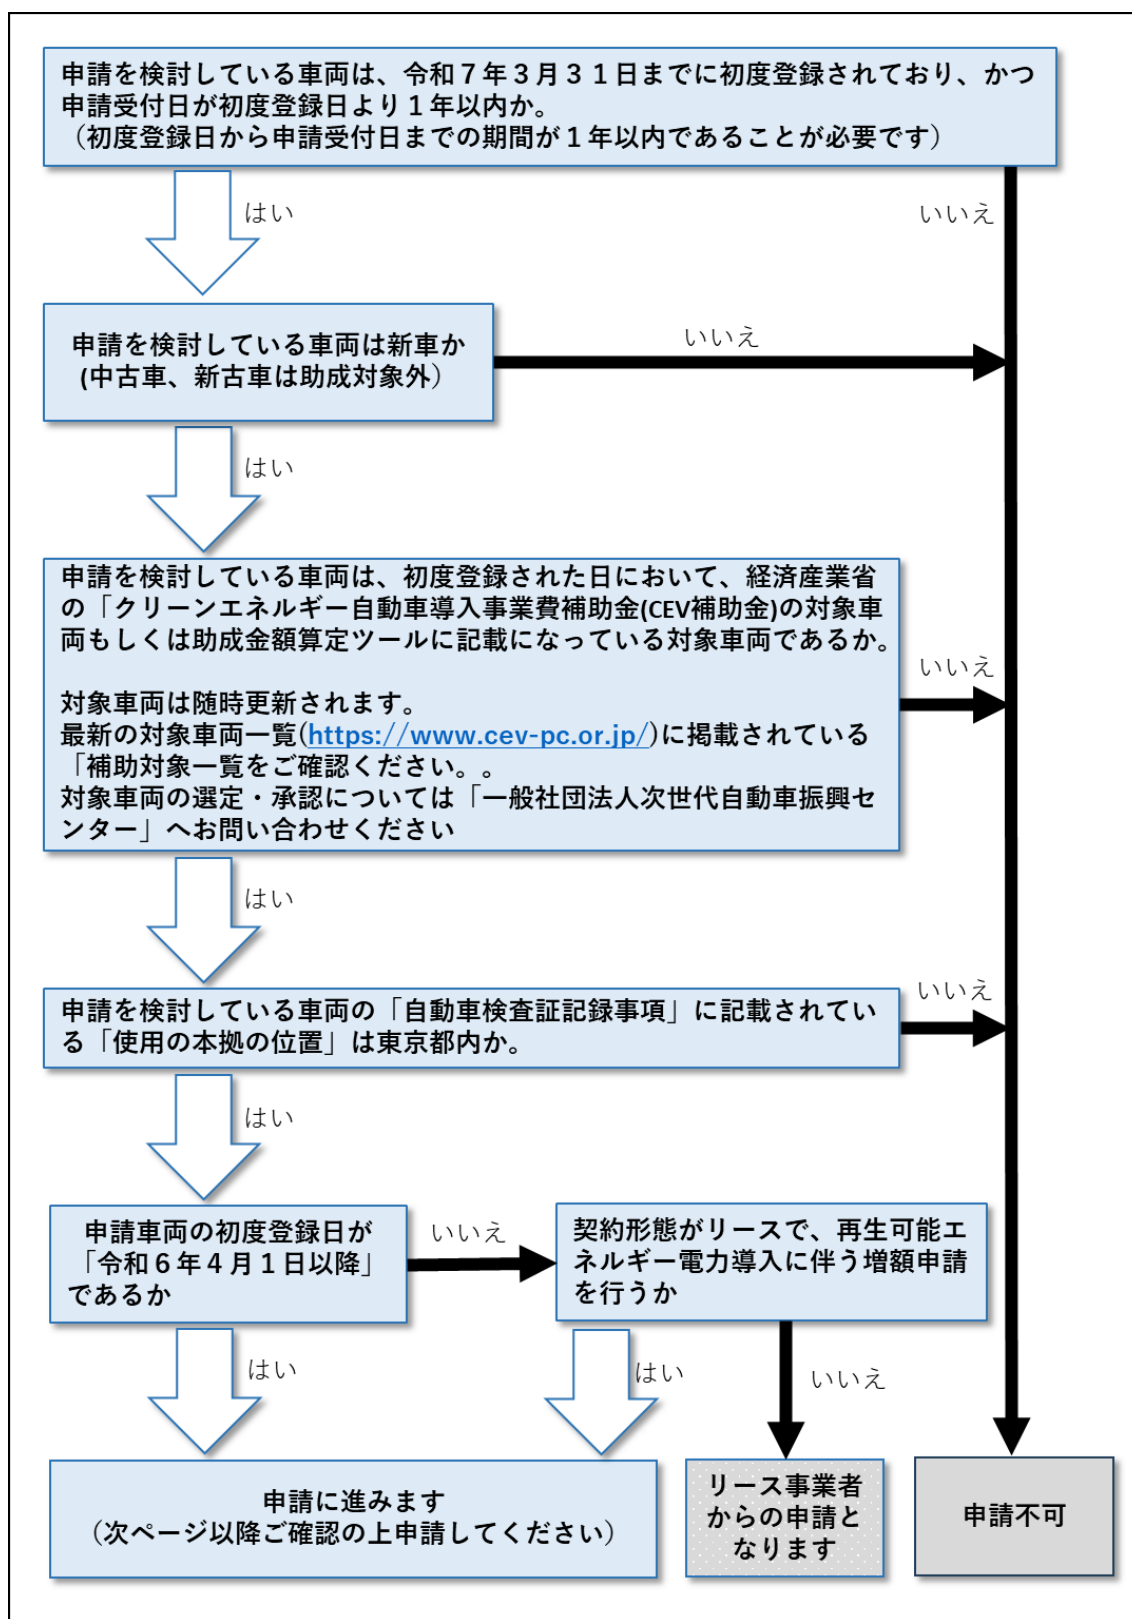 申請を検討している車両は、令和７年３月３１日までに初度登録されており、かつ
申請受付日が初度登録日より１年以内か。
（初度登録日から申請受付日までの期間が１年以内であることが必要です）
はい
いいえ
申請を検討している車両は新車か
(中古車、新古車は助成対象外）
いいえ
はい
申請を検討している車両は、初度登録された日において、経済産業省
の「クリーンエネルギー自動車導入事業費補助金(CEV補助金)の対象車
両もしくは助成金額算定ツールに記載になっている対象車両であるか。
対象車両は随時更新されます。
最新の対象車両一覧(https://www.cev-pc.or.jp/)に掲載されている
「補助対象一覧をご確認ください。。
対象車両の選定・承認については「一般社団法人次世代自動車振興セ
ンター」へお問い合わせください
いいえ
はい
申請を検討している車両の「自動車検査証記録事項」に記載されてい
る「使用の本拠の位置」は東京都内か。
いいえ
はい
申請車両の初度登録日が
「令和６年４月１日以降」
であるか
いいえ
契約形態がリースで、再生可能エ
ネルギー電力導入に伴う増額申請
を行うか
はい
はい
いいえ
申請に進みます
（次ページ以降ご確認の上申請してください）
リース事業者
からの申請と
なります
申請不可